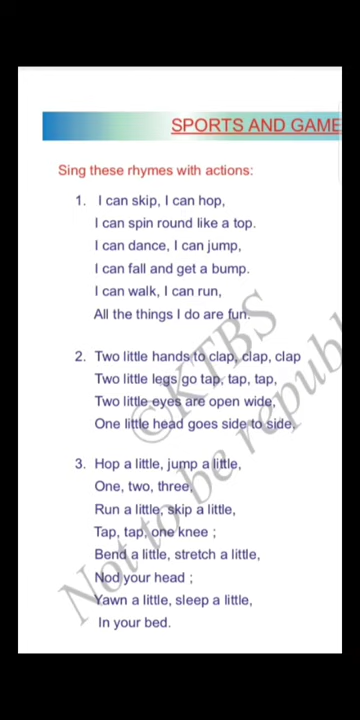 SPORTS AND GAME
Sing these rhymes with actions:
1. I can skip, I can hop,
I can spin round like a top.
I can dance, I can jump,
I can fall and get a bump.
I can walk, I can run,
All the things I do are fun.
2. Two little hands to clap, clap, clap
Two little legs go tap, tap, tap,
Two little eyes are open wide,
One little head goes side to side,
3. Hop a little, jump a little,
One, two, three,
Run a little, skip a little,
Tap, tap, one knee ;
Bend a little, stretch a little,
Nod your head ;
Yawn a little, sleep a little,
In your bed.
©KTBS
Not to be republ